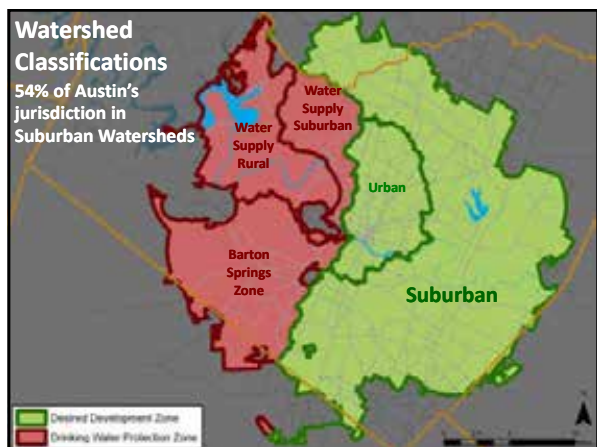 Watershed
Classifications
54% of Austin's
jurisdiction in
Suburban Watersheds
Water
Supply
Suburban
Water
Supply
Rural
Urban
Barton
Springs
Zone
Suburban
Desired Development Zone
Drinking Water Protection Zone